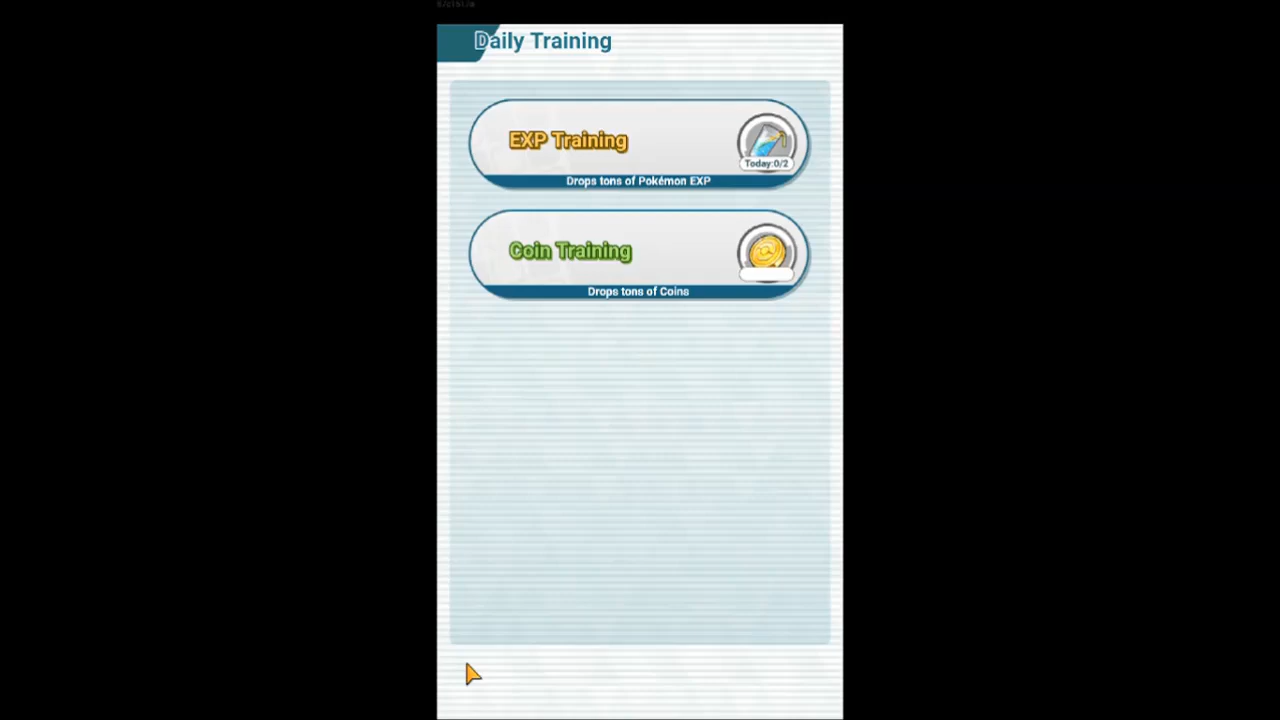 Daily Training
EXP Training
Today:0/2
Drops tons of Pokémon EXP
Coin Training
Drops tons of Coins